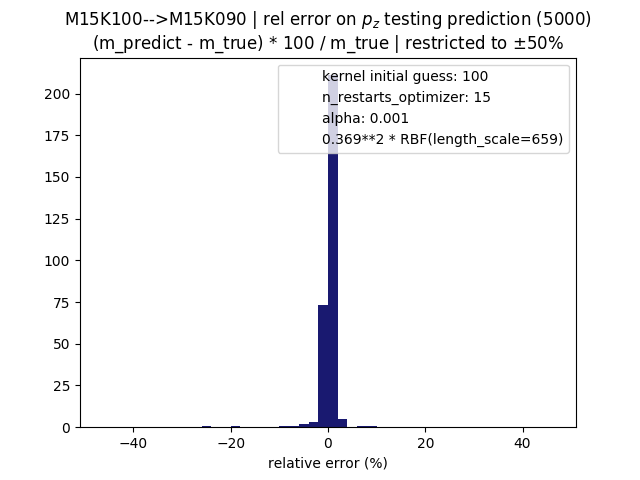 M15K100-->M15K090 | rel error on p_z testing prediction (5000)
(m_predict - m_true) * 100 / m_true | restricted to ±50%
kernel initial guess: 100
n_restarts_optimizer: 15
alpha: 0.001
0.369**2 * RBF(length_scale=659)
200
175
150
125
100
75
50
25
0
−40 −20 0 20 40
relative error (%)